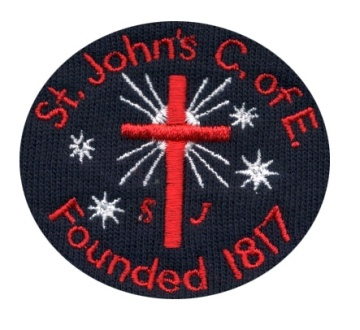 St. John's C. of E.
S J
Founded 1817